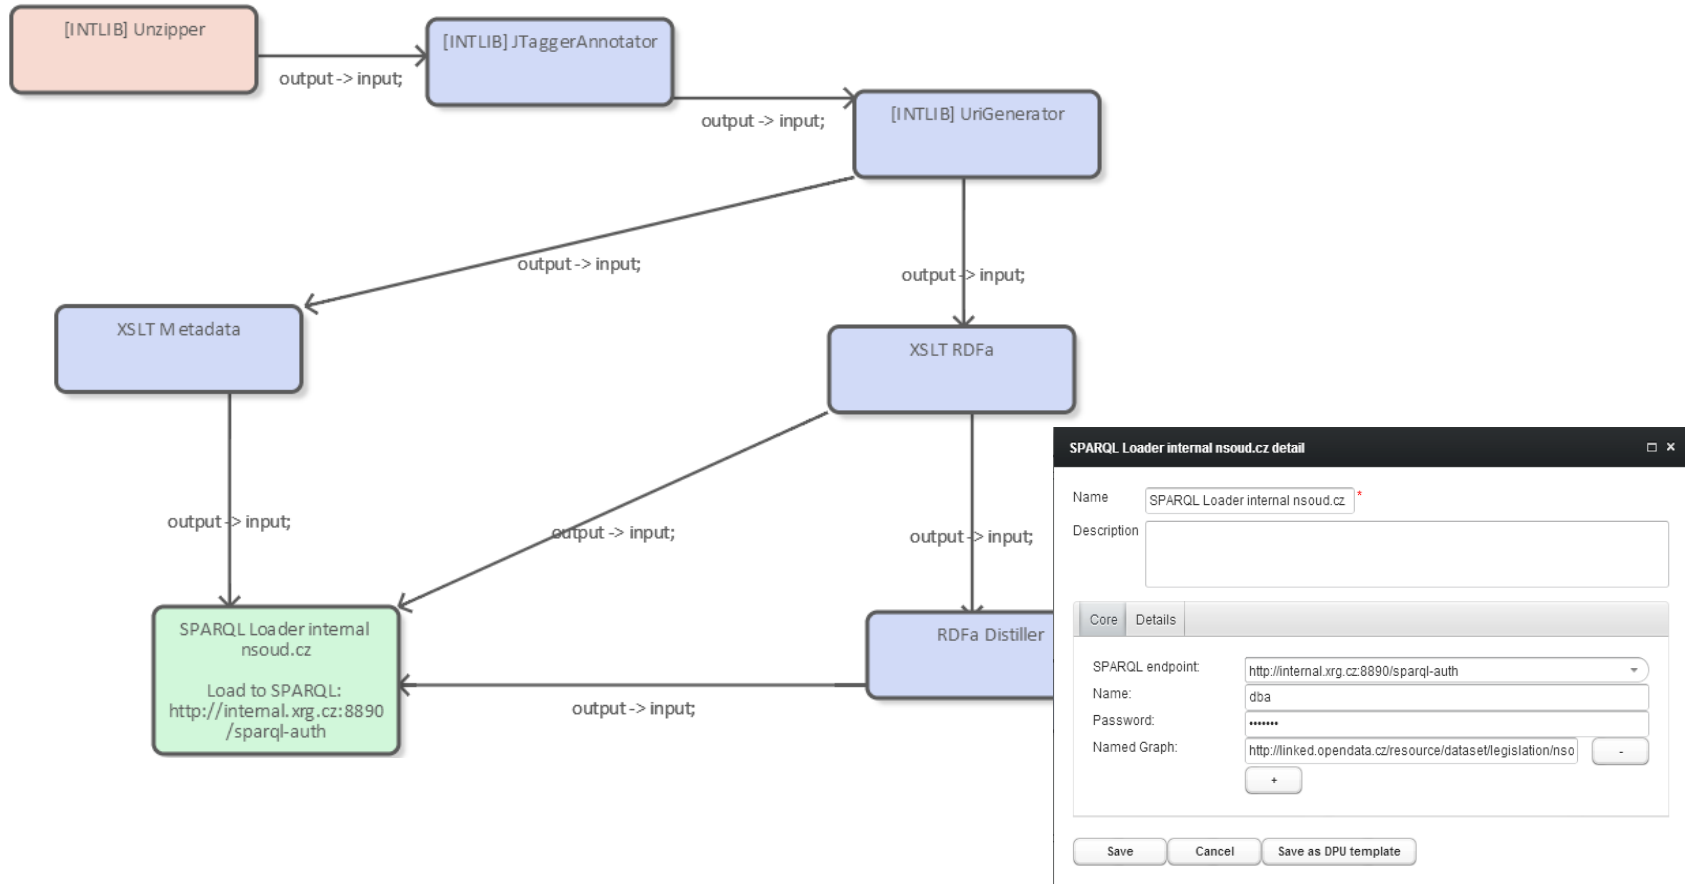 [INTLIB] Unzipper
output -> input;
[INTLIB] JTaggerAnnotator
output -> input;
[INTLIB] UriGenerator
output -> input;
output -> input;
XSLT Metadata
XSLT RDFa
output -> input;
output -> input;
output -> input;
SPARQL Loader internal
nsoud.cz
Load to SPARQL:
http://internal.xrg.cz:8890
/sparql-auth
RDFa Distiller
output -> input;
SPARQL Loader internal nsoud.cz detail
Name
SPARQL Loader internal nsoud.cz *
Description
Core Details
SPARQL endpoint: http://internal.xrg.cz:8890/sparql-auth
Name: dba
Password: •••••••
Named Graph: http://linked.opendata.cz/resource/dataset/legislation/nso -
+
Save Cancel Save as DPU template